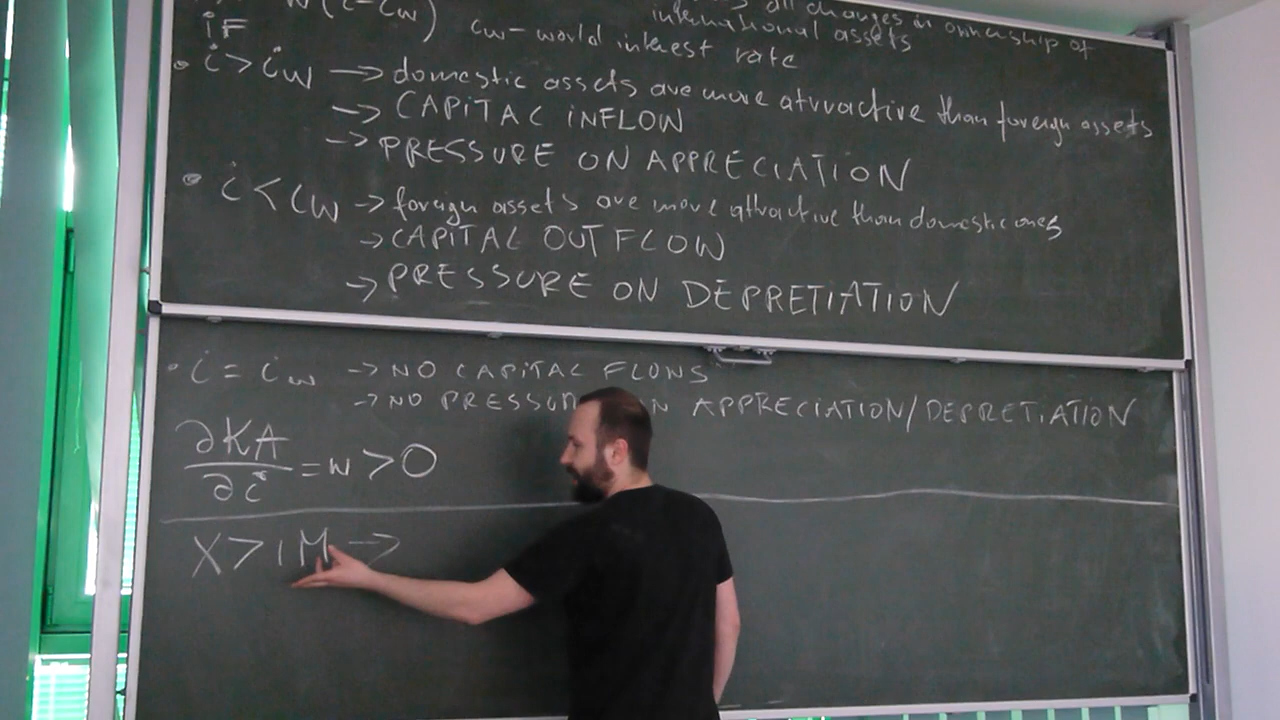 w(i-iw) all changes in ownership of
international assets
iF iw-world interest rate
• i>iw → domestic assets are more attractive than foreign assets
→ CAPITAL iNFLOW
→ PRESSURE ON APPRECIATION
• i<iw → foreign assets are more attractive than domestic ones
→ CAPITAL OUTFLOW
→ PRESSURE ON DEPRETIATION
• i = iw → NO CAPITAL FLOWS
→ NO PRESSU N APPRECIATION/DEPRETIATION
∂KA/∂i = w > 0
X > IM →